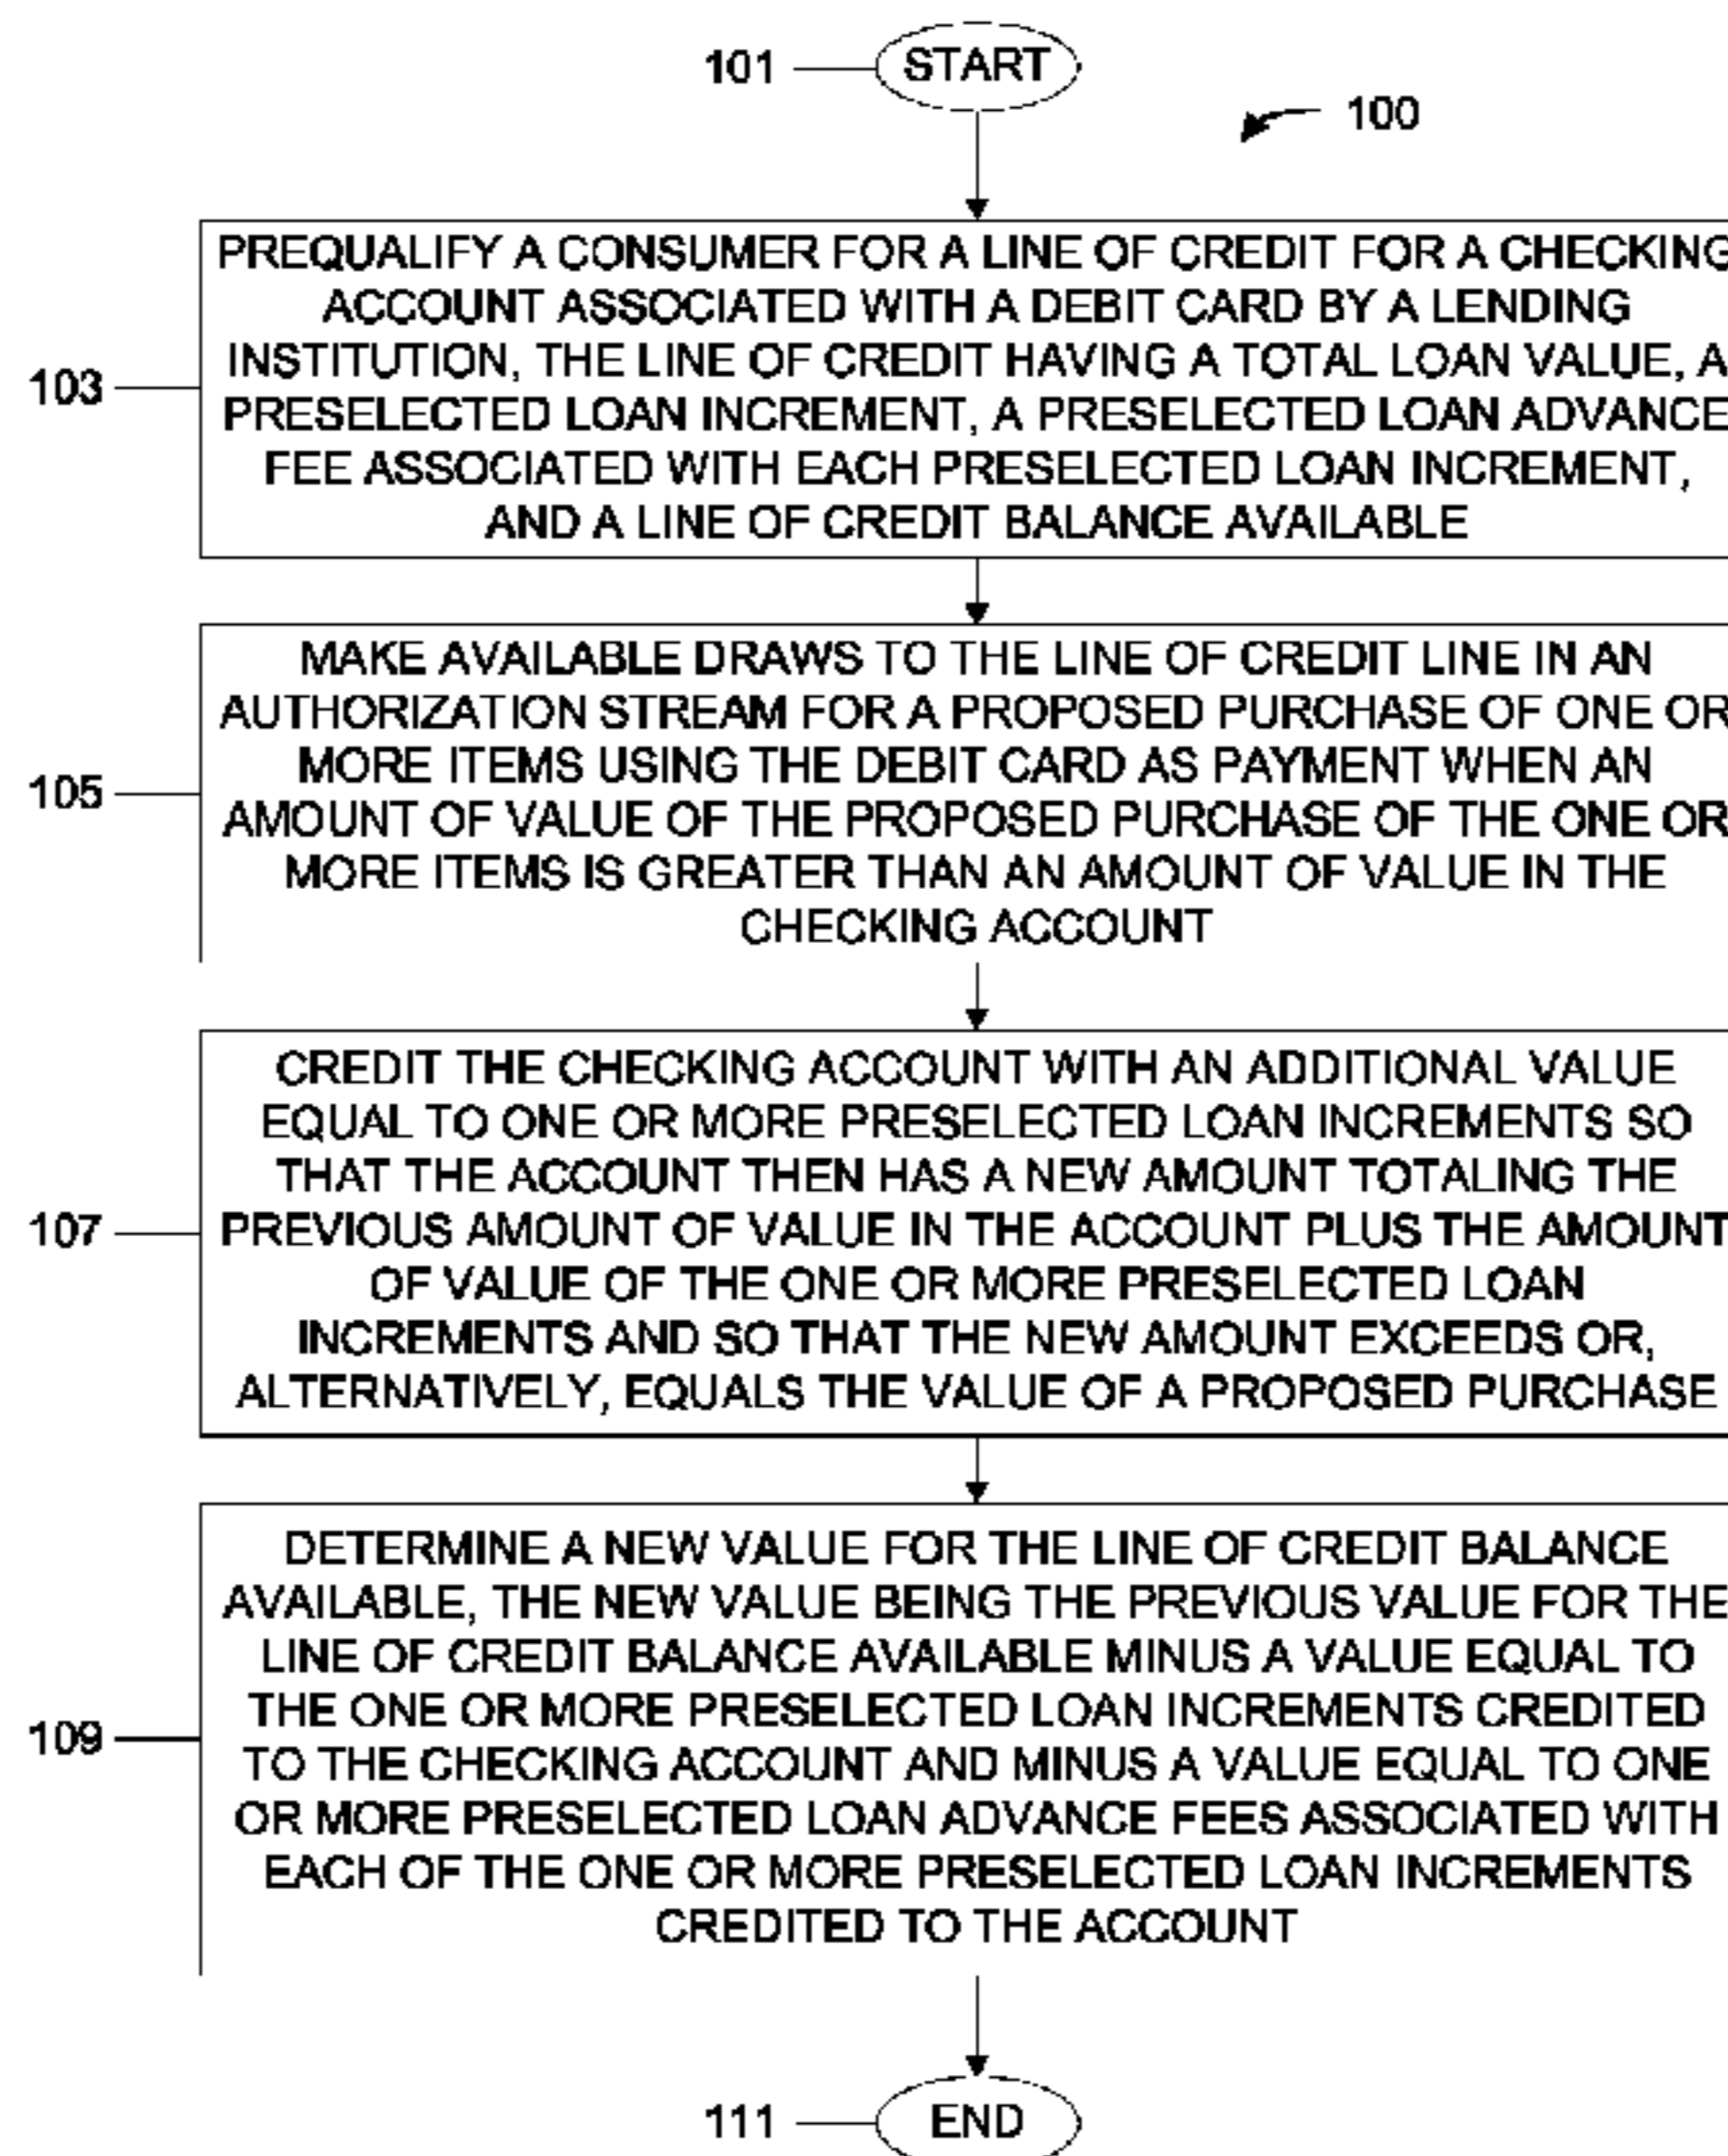 101 START
100
PREQUALIFY A CONSUMER FOR A LINE OF CREDIT FOR A CHECKING
ACCOUNT ASSOCIATED WITH A DEBIT CARD BY A LENDING
INSTITUTION, THE LINE OF CREDIT HAVING A TOTAL LOAN VALUE, A
103
PRESELECTED LOAN INCREMENT, A PRESELECTED LOAN ADVANCE
FEE ASSOCIATED WITH EACH PRESELECTED LOAN INCREMENT,
AND A LINE OF CREDIT BALANCE AVAILABLE
MAKE AVAILABLE DRAWS TO THE LINE OF CREDIT LINE IN AN
AUTHORIZATION STREAM FOR A PROPOSED PURCHASE OF ONE OR
MORE ITEMS USING THE DEBIT CARD AS PAYMENT WHEN AN
105
AMOUNT OF VALUE OF THE PROPOSED PURCHASE OF THE ONE OR
MORE ITEMS IS GREATER THAN AN AMOUNT OF VALUE IN THE
CHECKING ACCOUNT
CREDIT THE CHECKING ACCOUNT WITH AN ADDITIONAL VALUE
EQUAL TO ONE OR MORE PRESELECTED LOAN INCREMENTS SO
THAT THE ACCOUNT THEN HAS A NEW AMOUNT TOTALING THE
107
PREVIOUS AMOUNT OF VALUE IN THE ACCOUNT PLUS THE AMOUNT
OF VALUE OF THE ONE OR MORE PRESELECTED LOAN
INCREMENTS AND SO THAT THE NEW AMOUNT EXCEEDS OR,
ALTERNATIVELY, EQUALS THE VALUE OF A PROPOSED PURCHASE
DETERMINE A NEW VALUE FOR THE LINE OF CREDIT BALANCE
AVAILABLE, THE NEW VALUE BEING THE PREVIOUS VALUE FOR THE
LINE OF CREDIT BALANCE AVAILABLE MINUS A VALUE EQUAL TO
THE ONE OR MORE PRESELECTED LOAN INCREMENTS CREDITED
109
TO THE CHECKING ACCOUNT AND MINUS A VALUE EQUAL TO ONE
OR MORE PRESELECTED LOAN ADVANCE FEES ASSOCIATED WITH
EACH OF THE ONE OR MORE PRESELECTED LOAN INCREMENTS
CREDITED TO THE ACCOUNT
111 END